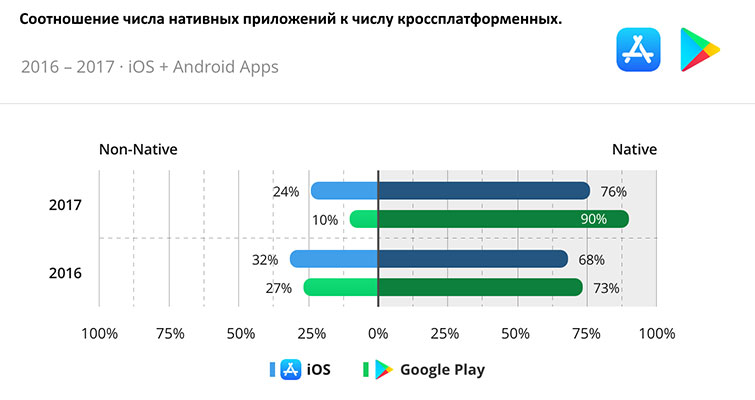 Соотношение числа нативных приложений к числу кроссплатформенных.
2016 – 2017 · iOS + Android Apps
Non-Native Native
24% 76%
2017
10% 90%
32% 68%
2016
27% 73%
100% 75% 50% 25% 0% 25% 50% 75% 100%
iOS Google Play